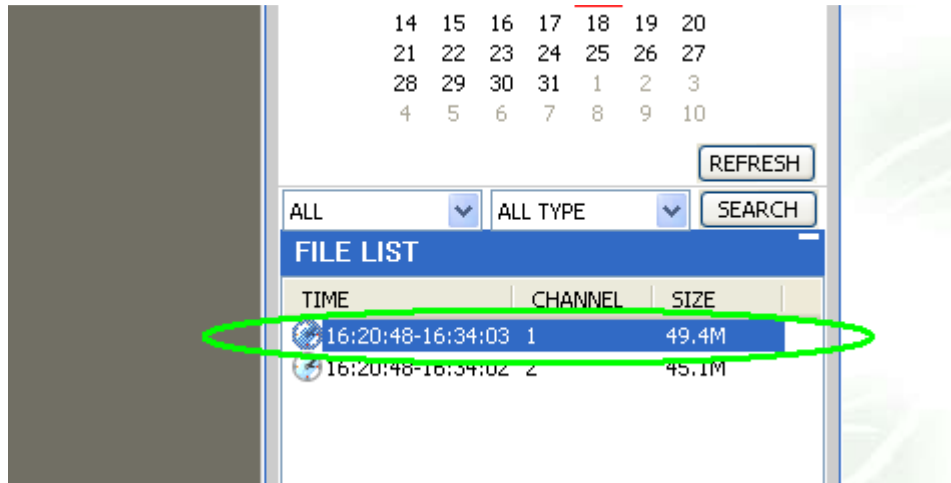 14 15 16 17 18 19 20
21 22 23 24 25 26 27
28 29 30 31 1 2 3
4 5 6 7 8 9 10
REFRESH
ALL ALL TYPE SEARCH
FILE LIST
TIME CHANNEL SIZE
16:20:48-16:34:03 1 49.4M
16:20:48-16:34:02 2 45.1M